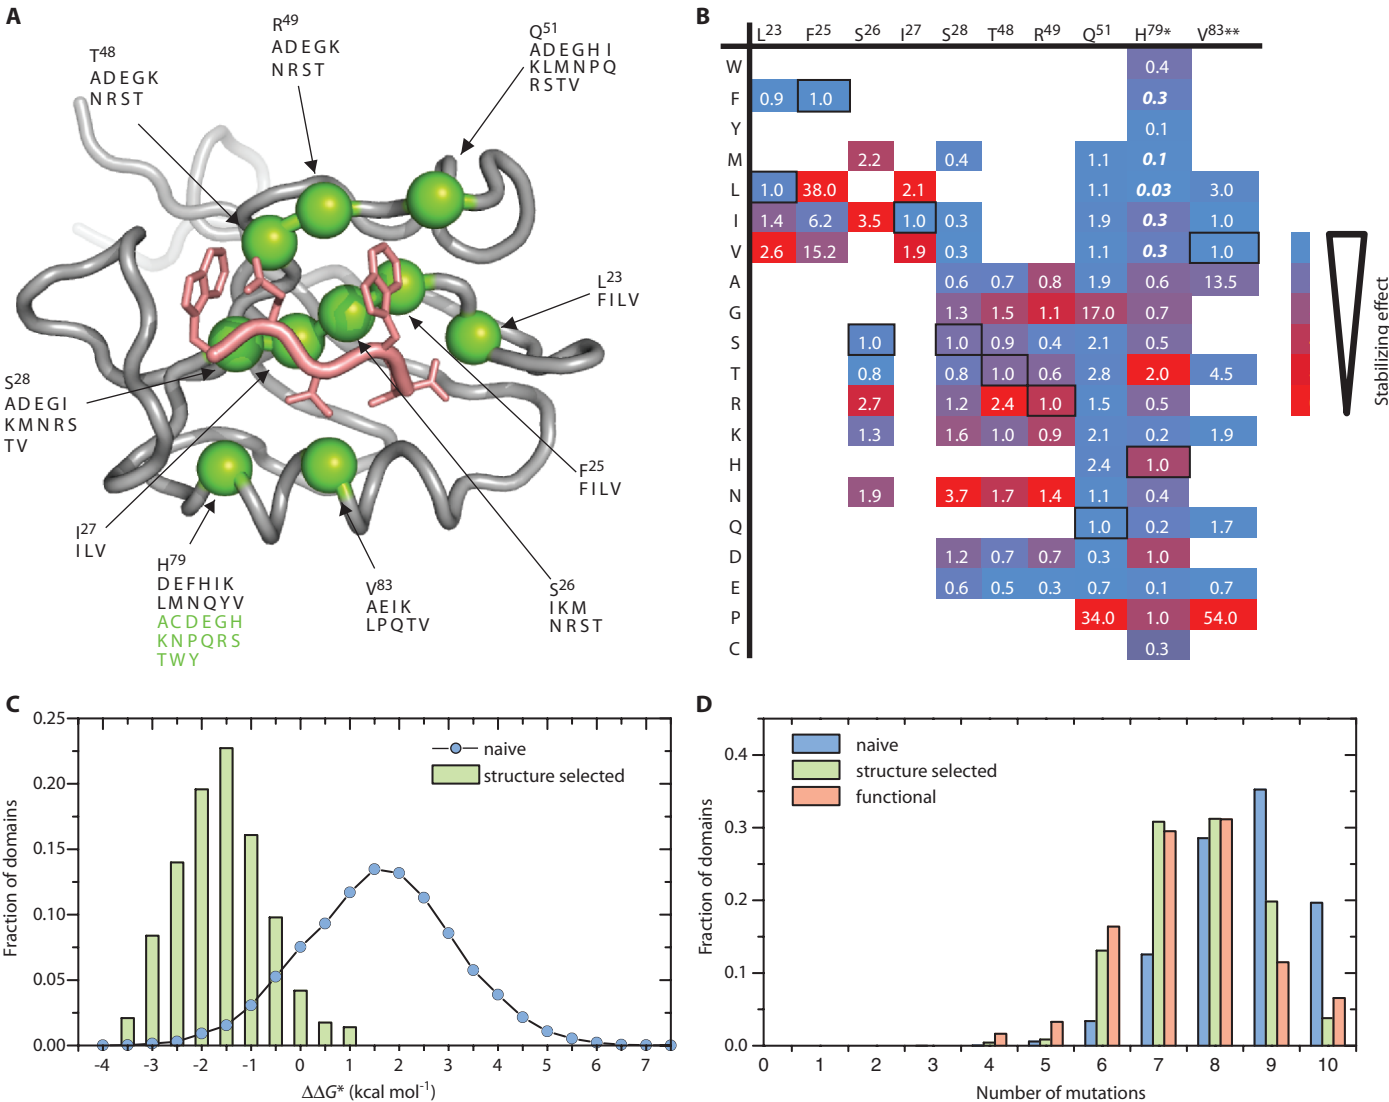 A
T48
ADEGK
NRST
R49
ADEGK
NRST
Q51
ADEGHI
KLMNPQ
RSTV
L23
FILV
S28
ADEGI
KMNRS
TV
F25
FILV
I27
ILV
H79
DEFHIK
LMNQYV
ACDEGH
KNPQRS
TWY
V83
AEIK
LPQTV
S26
IKM
NRST
B
L23 F25 S26 I27 S28 T48 R49 Q51 H79* V83**
W 0.4
F 0.9 1.0 0.3
Y 0.1
M 2.2 0.4 1.1 0.1
L 1.0 38.0 2.1 1.1 0.03 3.0
I 1.4 6.2 3.5 1.0 0.3 1.9 0.3 1.0
V 2.6 15.2 1.9 0.3 1.1 0.3 1.0
A 0.6 0.7 0.8 1.9 0.6 13.5
G 1.3 1.5 1.1 17.0 0.7
S 1.0 1.0 0.9 0.4 2.1 0.5
T 0.8 0.8 1.0 0.6 2.8 2.0 4.5
R 2.7 1.2 2.4 1.0 1.5 0.5
K 1.3 1.6 1.0 0.9 2.1 0.2 1.9
H 2.4 1.0
N 1.9 3.7 1.7 1.4 1.1 0.4
Q 1.0 0.2 1.7
D 1.2 0.7 0.7 0.3 1.0
E 0.6 0.5 0.3 0.7 0.1 0.7
P 34.0 1.0 54.0
C 0.3
Stabilizing effect
C
0.25
0.20
0.15
0.10
0.05
0.00
Fraction of domains
naive
structure selected
-4 -3 -2 -1 0 1 2 3 4 5 6 7
ΔΔG* (kcal mol-1)
D
0.4
0.3
0.2
0.1
0.0
Fraction of domains
naive
structure selected
functional
0 1 2 3 4 5 6 7 8 9 10
Number of mutations